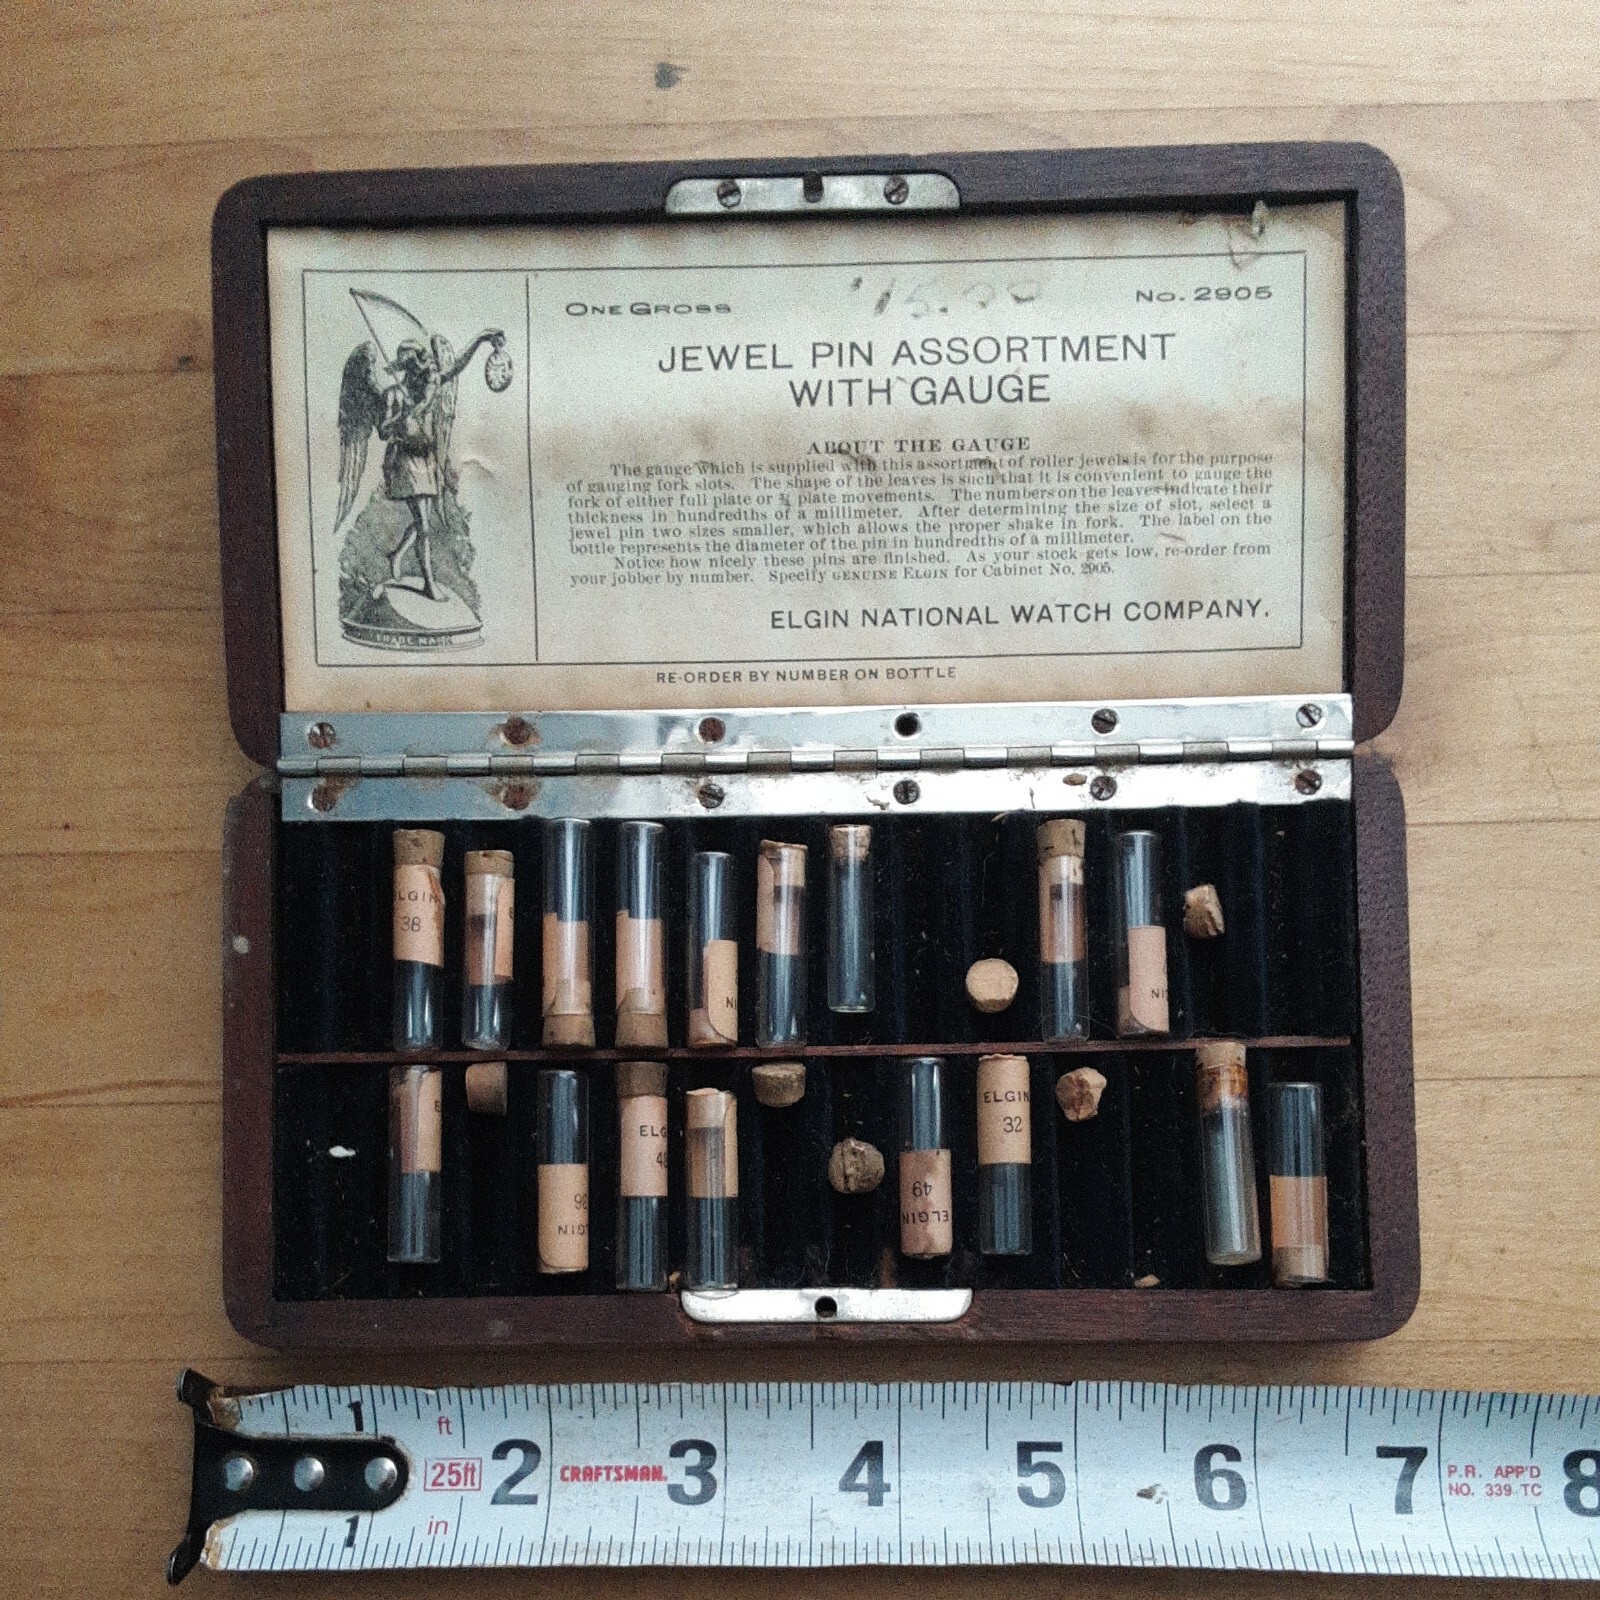 ONE GROSS
$15.00
No. 2905
JEWEL PIN ASSORTMENT
WITH GAUGE
ABOUT THE GAUGE
The gauge which is supplied with this assortment of roller jewels is for the purpose
of gauging fork slots. The shape of the leaves is such that it is convenient to gauge the
fork of either full plate or ¾ plate movements. The numbers on the leaves indicate their
thickness in hundredths of a millimeter. After determining the size of slot, select a
jewel pin two sizes smaller, which allows the proper shake in fork. The label on the
bottle represents the diameter of the pin in hundredths of a millimeter.
Notice how nicely these pins are finished. As your stock gets low, re-order from
your jobber by number. Specify GENUINE ELGIN for Cabinet No. 2905.
ELGIN NATIONAL WATCH COMPANY.
TRADE MARK
RE-ORDER BY NUMBER ON BOTTLE
LGIN
38
ELGIN
32
ELG
49
ELGIN
36
LGIN
1
ft
25ft
2
CRAFTSMAN
3
4
5
6
7
P.R. APP'D
NO. 339 TC
8
1
in